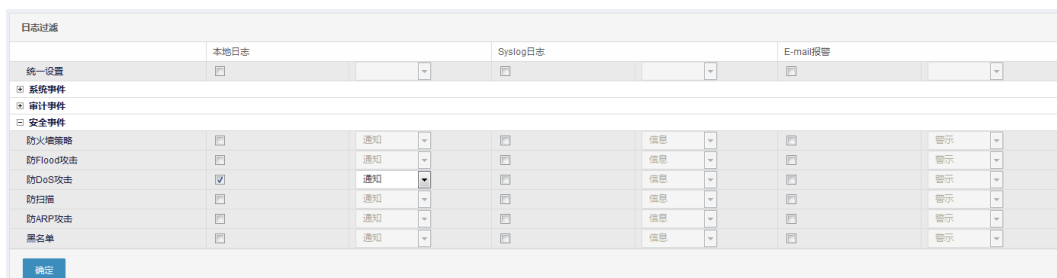 日志过滤
本地日志 Syslog日志 E-mail报警
统一设置
系统事件
审计事件
安全事件
防火墙策略 通知 信息 警示
防Flood攻击 通知 信息 警示
防DoS攻击 通知 信息 警示
防扫描 通知 信息 警示
防ARP攻击 通知 信息 警示
黑名单 通知 信息 警示
确定